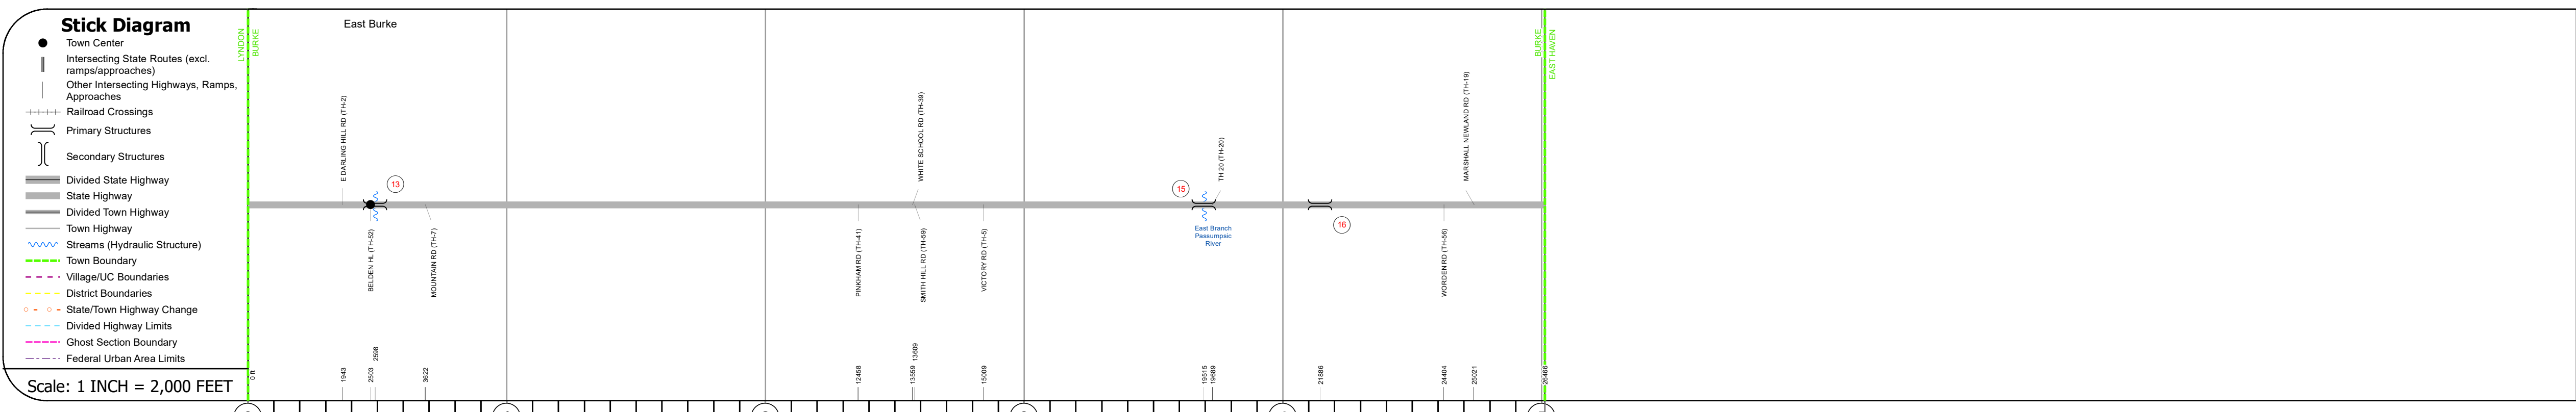 Stick Diagram
Town Center
Intersecting State Routes (excl.
ramps/approaches)
Other Intersecting Highways, Ramps,
Approaches
Railroad Crossings
Primary Structures
Secondary Structures
Divided State Highway
State Highway
Divided Town Highway
Town Highway
Streams (Hydraulic Structure)
Town Boundary
Village/UC Boundaries
District Boundaries
State/Town Highway Change
Divided Highway Limits
Ghost Section Boundary
Federal Urban Area Limits
Scale: 1 INCH = 2,000 FEET
LYNDON
BURKE
East Burke
E DARLING HILL RD (TH-2)
13
BELDEN HL (TH-52)
MOUNTAIN RD (TH-7)
PINKHAM RD (TH-41)
WHITE SCHOOL RD (TH-39)
SMITH HILL RD (TH-59)
VICTORY RD (TH-5)
15
TH 20 (TH-20)
East Branch
Passumpsic
River
16
WORDEN RD (TH-56)
MARSHALL NEWLAND RD (TH-19)
BURKE
EAST HAVEN
0 ft
1943
2503
2598
3622
12458
13559
13609
15009
19515
19689
21886
24404
25021
26466